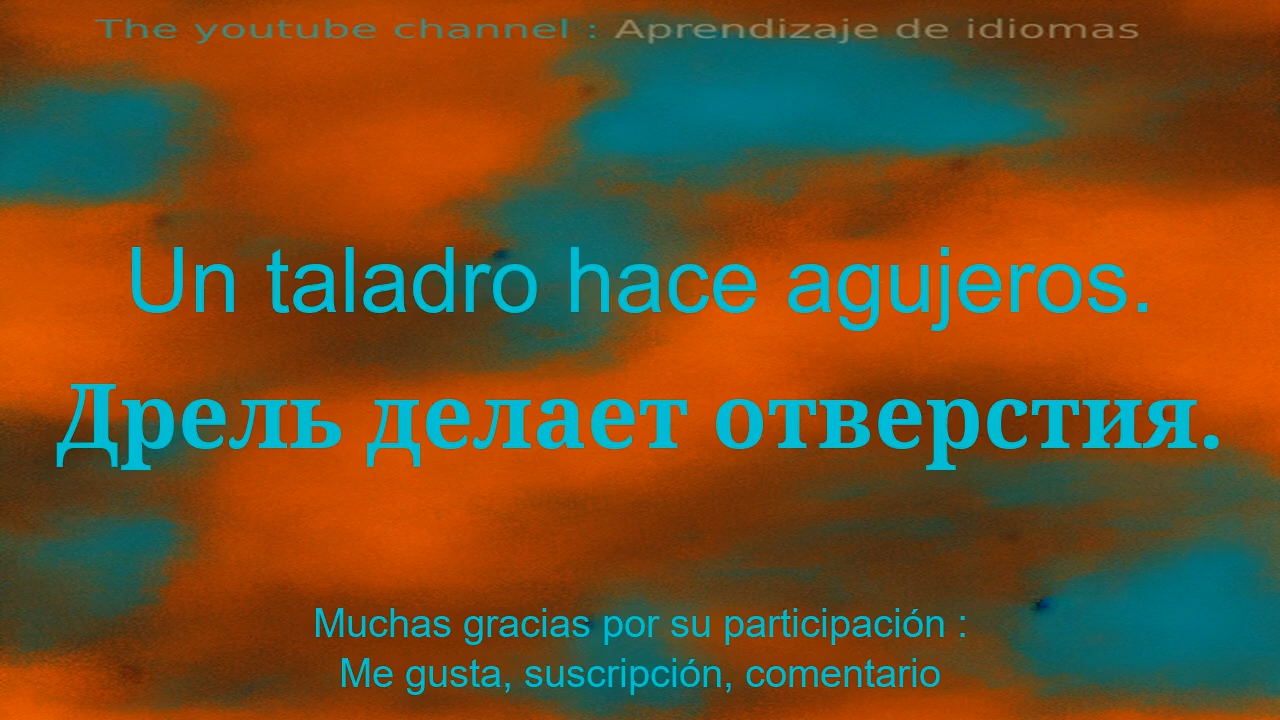 The youtube channel : Aprendizaje de idiomas
Un taladro hace agujeros.
Дрель делает отверстия.
Muchas gracias por su participación :
Me gusta, suscripción, comentario